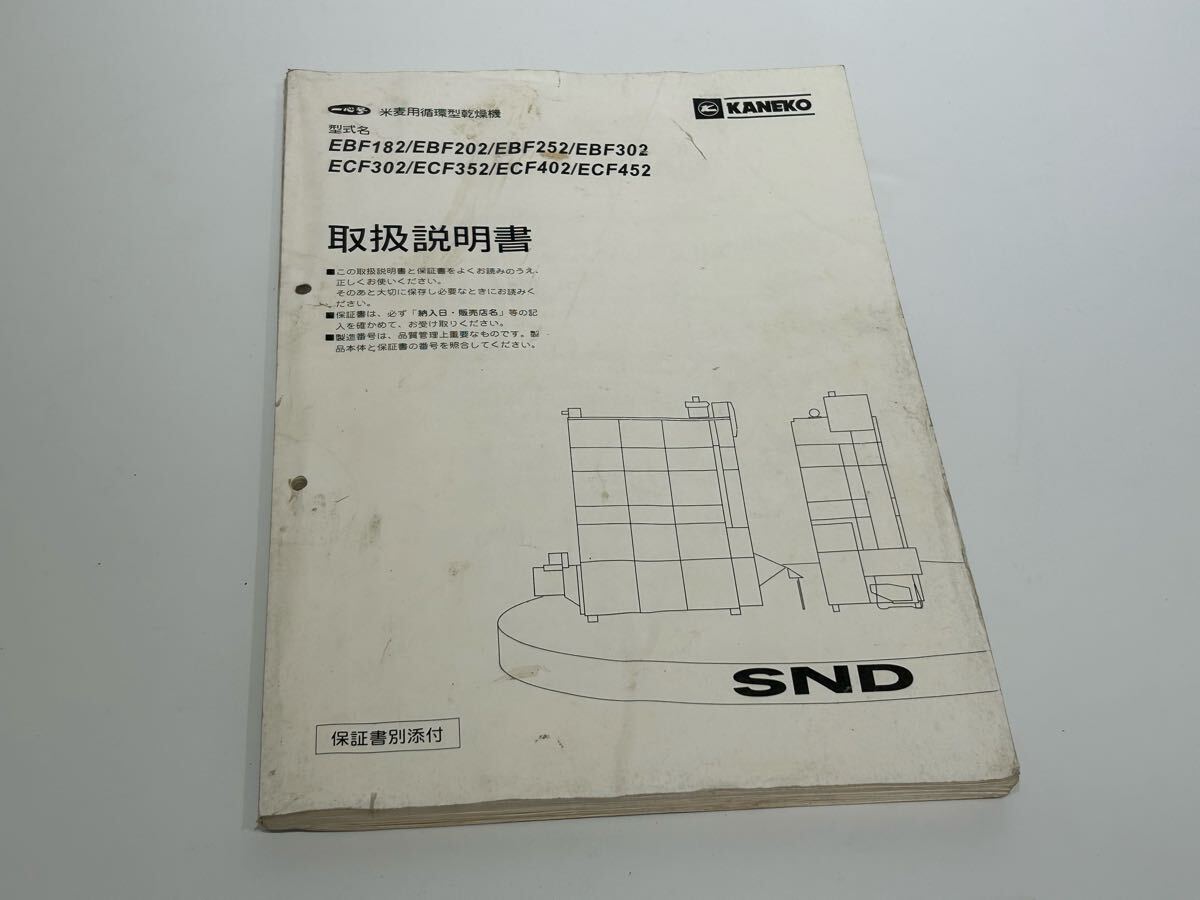 一心号 米麦用循環型乾燥機
KANEKO
型式名
EBF182/EBF202/EBF252/EBF302
ECF302/ECF352/ECF402/ECF452
取扱説明書
■この取扱説明書と保証書をよくお読みのうえ、
正しくお使いください。
そのあと大切に保存し必要なときにお読みく
ださい。
■保証書は、必ず「納入日・販売店名」等の記
入を確かめて、お受け取りください。
■製造番号は、品質管理上重要なものです。製
品本体と保証書の番号を照合してください。
SND
保証書別添付